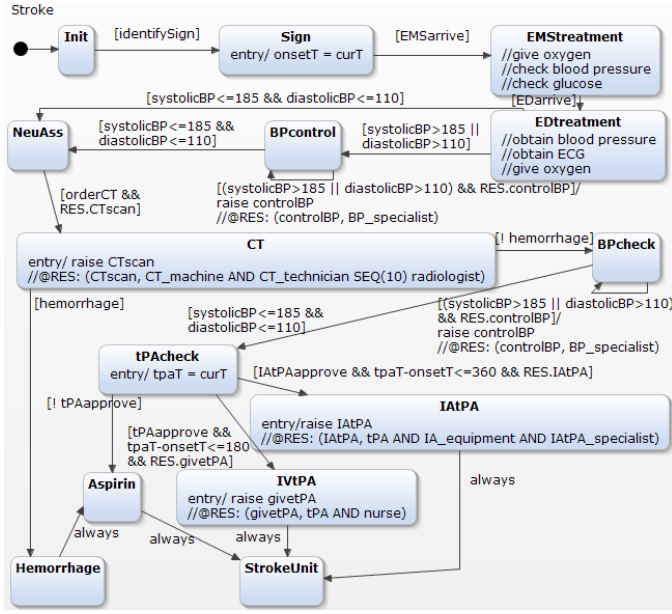 Stroke
Init
[identifySign]
Sign
entry/ onsetT = curT
[EMSarrive]
EMStreatment
//give oxygen
//check blood pressure
//check glucose
[systolicBP<=185 && diastolicBP<=110]
[EDarrive]
NeuAss
[systolicBP<=185 &&
diastolicBP<=110]
BPcontrol
[systolicBP>185 ||
diastolicBP>110]
EDtreatment
//obtain blood pressure
//obtain ECG
//give oxygen
[orderCT &&
RES.CTscan]
[(systolicBP>185 || diastolicBP>110) && RES.controlBP]/
raise controlBP
//@RES: (controlBP, BP_specialist)
CT
entry/ raise CTscan
//@RES: (CTscan, CT_machine AND CT_technician SEQ(10) radiologist)
[! hemorrhage]
BPcheck
[hemorrhage]
[systolicBP<=185 &&
diastolicBP<=110]
[(systolicBP>185 || diastolicBP>110)
&& RES.controlBP]/
raise controlBP
//@RES: (controlBP, BP_specialist)
tPAcheck
entry/ tpaT = curT
[IAtPAapprove && tpaT-onsetT<=360 && RES.IAtPA]
[! tPAapprove]
IAtPA
entry/raise IAtPA
//@RES: (IAtPA, tPA AND IA_equipment AND IAtPA_specialist)
[tPAapprove &&
tpaT-onsetT<=180
&& RES.givetPA]
Aspirin
IVtPA
entry/ raise givetPA
//@RES: (givetPA, tPA AND nurse)
always
always
always
always
Hemorrhage
StrokeUnit